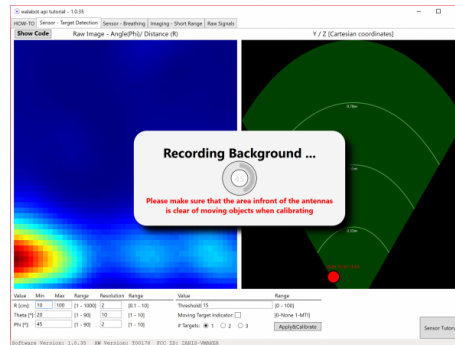 walabot api tutorial - 1.0.35
HOW-TO Sensor - Target Detection Sensor - Breathing Imaging - Short Range Raw Signals
Show Code Raw Image - Angle(Phi)/ Distance (R) Y / Z [Cartesian coordinates]
Recording Background ...
45
Please make sure that the area infront of the antennas
is clear of moving objects when calibrating
Value Min Max Range Resolution Range Value Range
R [cm]: 10 100 [1 - 1000] 2 [0.1 - 10] Threshold: 15 [0 - 100]
Theta [°]: 20 [1 - 90] 10 [1 - 10] Moving Target Indicator: [0-None 1-MTI]
Phi [°]: 45 [1 - 90] 2 [1 - 10] # Targets: 1 2 3 Apply&Calibrate
Sensor Tutori
Software Version: 1.0.35